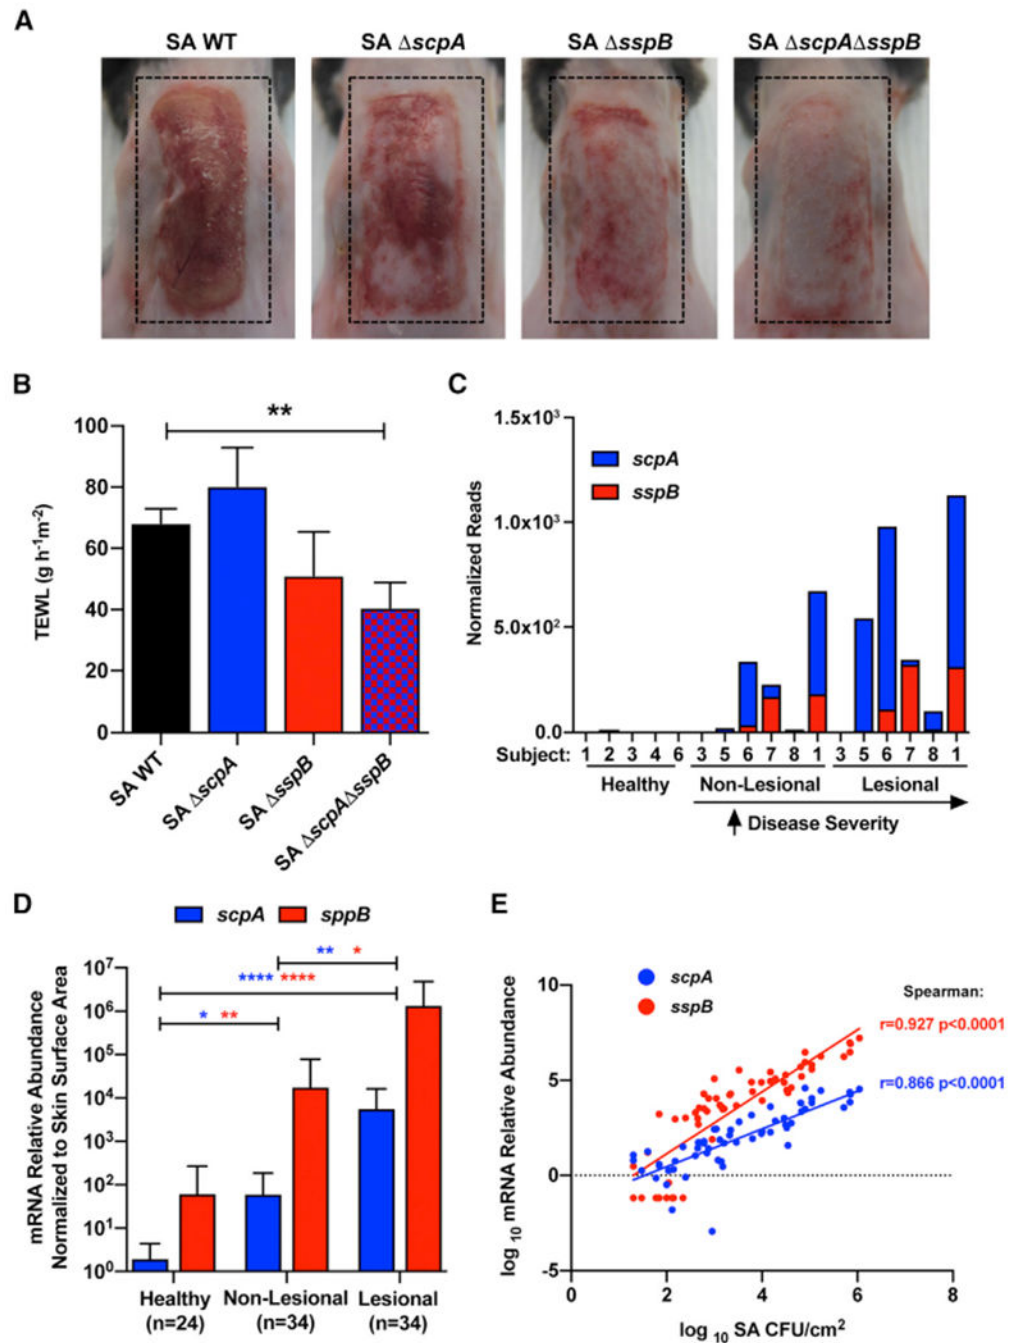 A
SA WT
SA ΔscpA
SA ΔsspB
SA ΔscpAΔsspB
B
**
100
80
60
40
20
0
TEWL (g h⁻¹m⁻²)
SA WT
SA ΔscpA
SA ΔsspB
SA ΔscpAΔsspB
C
scpA
sspB
1.5x10³
1.0x10³
5.0x10²
0.0
Normalized Reads
Subject: 1 2 3 4 6 3 5 6 7 8 1 3 5 6 7 8 1
Healthy Non-Lesional Lesional
Disease Severity
D
scpA sppB
** *
**** ****
* **
10⁷
10⁶
10⁵
10⁴
10³
10²
10¹
10⁰
mRNA Relative Abundance
Normalized to Skin Surface Area
Healthy Non-Lesional Lesional
(n=24) (n=34) (n=34)
E
scpA
sspB
Spearman:
r=0.927 p<0.0001
r=0.866 p<0.0001
10
5
0
-5
log ₁₀ mRNA Relative Abundance
0 2 4 6 8
log ₁₀ SA CFU/cm²